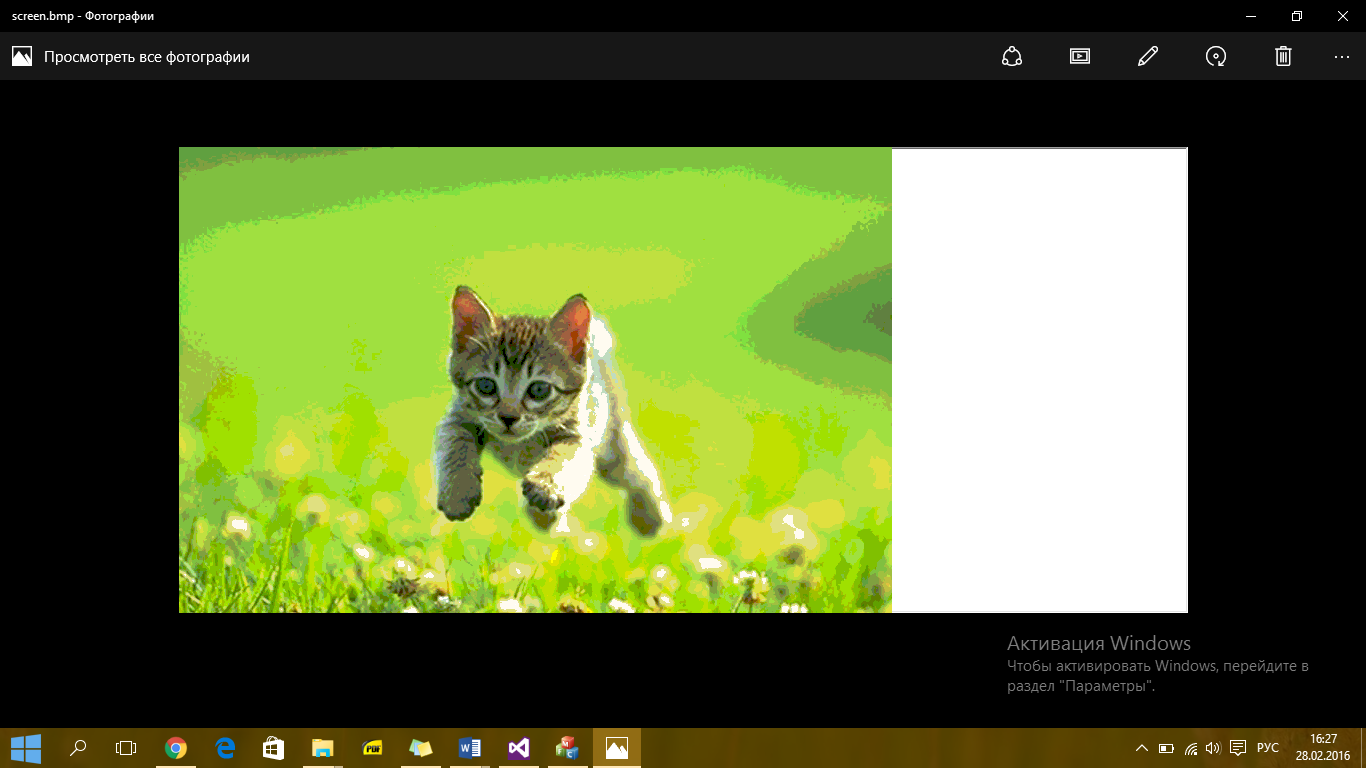 screen.bmp - Фотографии
Просмотреть все фотографии
Активация Windows
Чтобы активировать Windows, перейдите в
раздел "Параметры".
PDF
W
C
РУС
16:27
28.02.2016